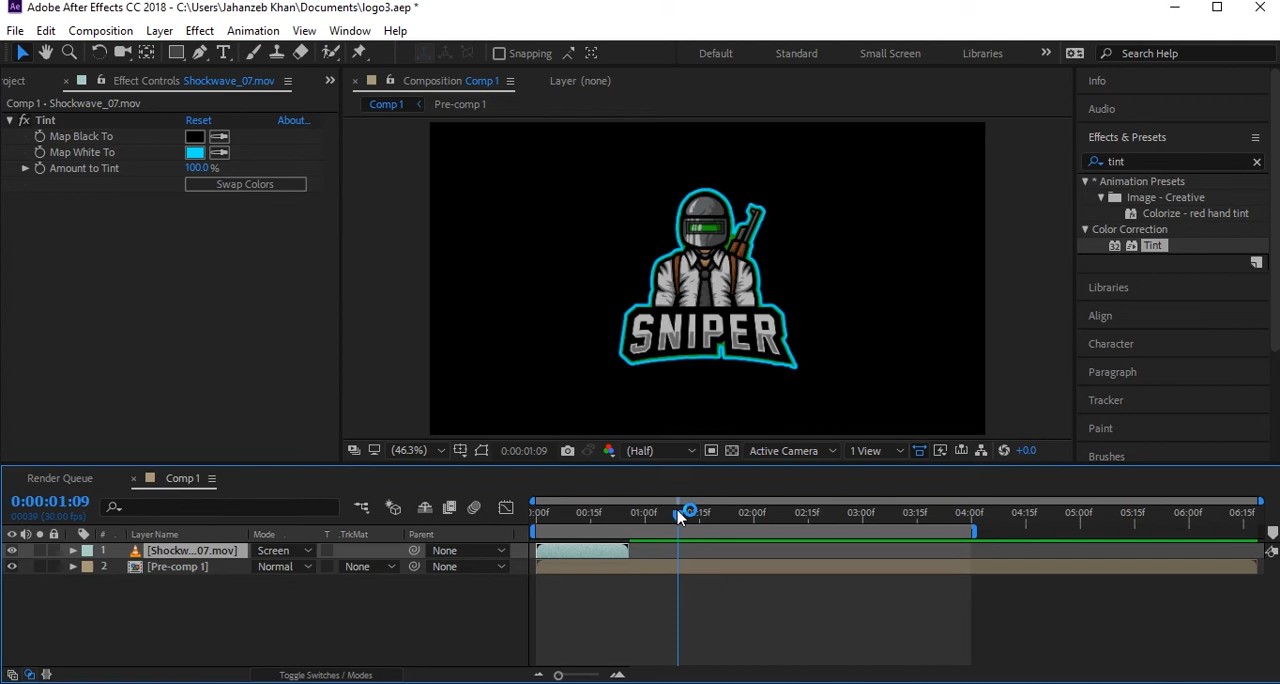 Adobe After Effects CC 2018 - C:\Users\Jahanzeb Khan\Documents\logo3.aep *
File Edit Composition Layer Effect Animation View Window Help
Snapping Default Standard Small Screen Libraries Search Help
oject Effect Controls Shockwave_07.mov Composition Comp 1 Layer (none) Info
Comp 1 • Shockwave_07.mov Comp 1 Pre-comp 1 Audio
fx Tint Reset About...
Map Black To
Map White To
Amount to Tint 100.0 %
Swap Colors
Effects & Presets
tint
* Animation Presets
Image - Creative
Colorize - red hand tint
Color Correction
32 Tint
Libraries
Align
Character
Paragraph
Tracker
Paint
Brushes
SNIPER
(46.3%) 0:00:01:09 (Half) Active Camera 1 View +0.0
Render Queue Comp 1
0:00:01:09
00039 (30.00 fps)
:00f 00:15f 01:00f 15f 02:00f 02:15f 03:00f 03:15f 04:00f 04:15f 05:00f 05:15f 06:00f 06:15f
# Layer Name Mode T TrkMat Parent
1 [Shockw...07.mov] Screen None
2 [Pre-comp 1] Normal None None
Toggle Switches / Modes